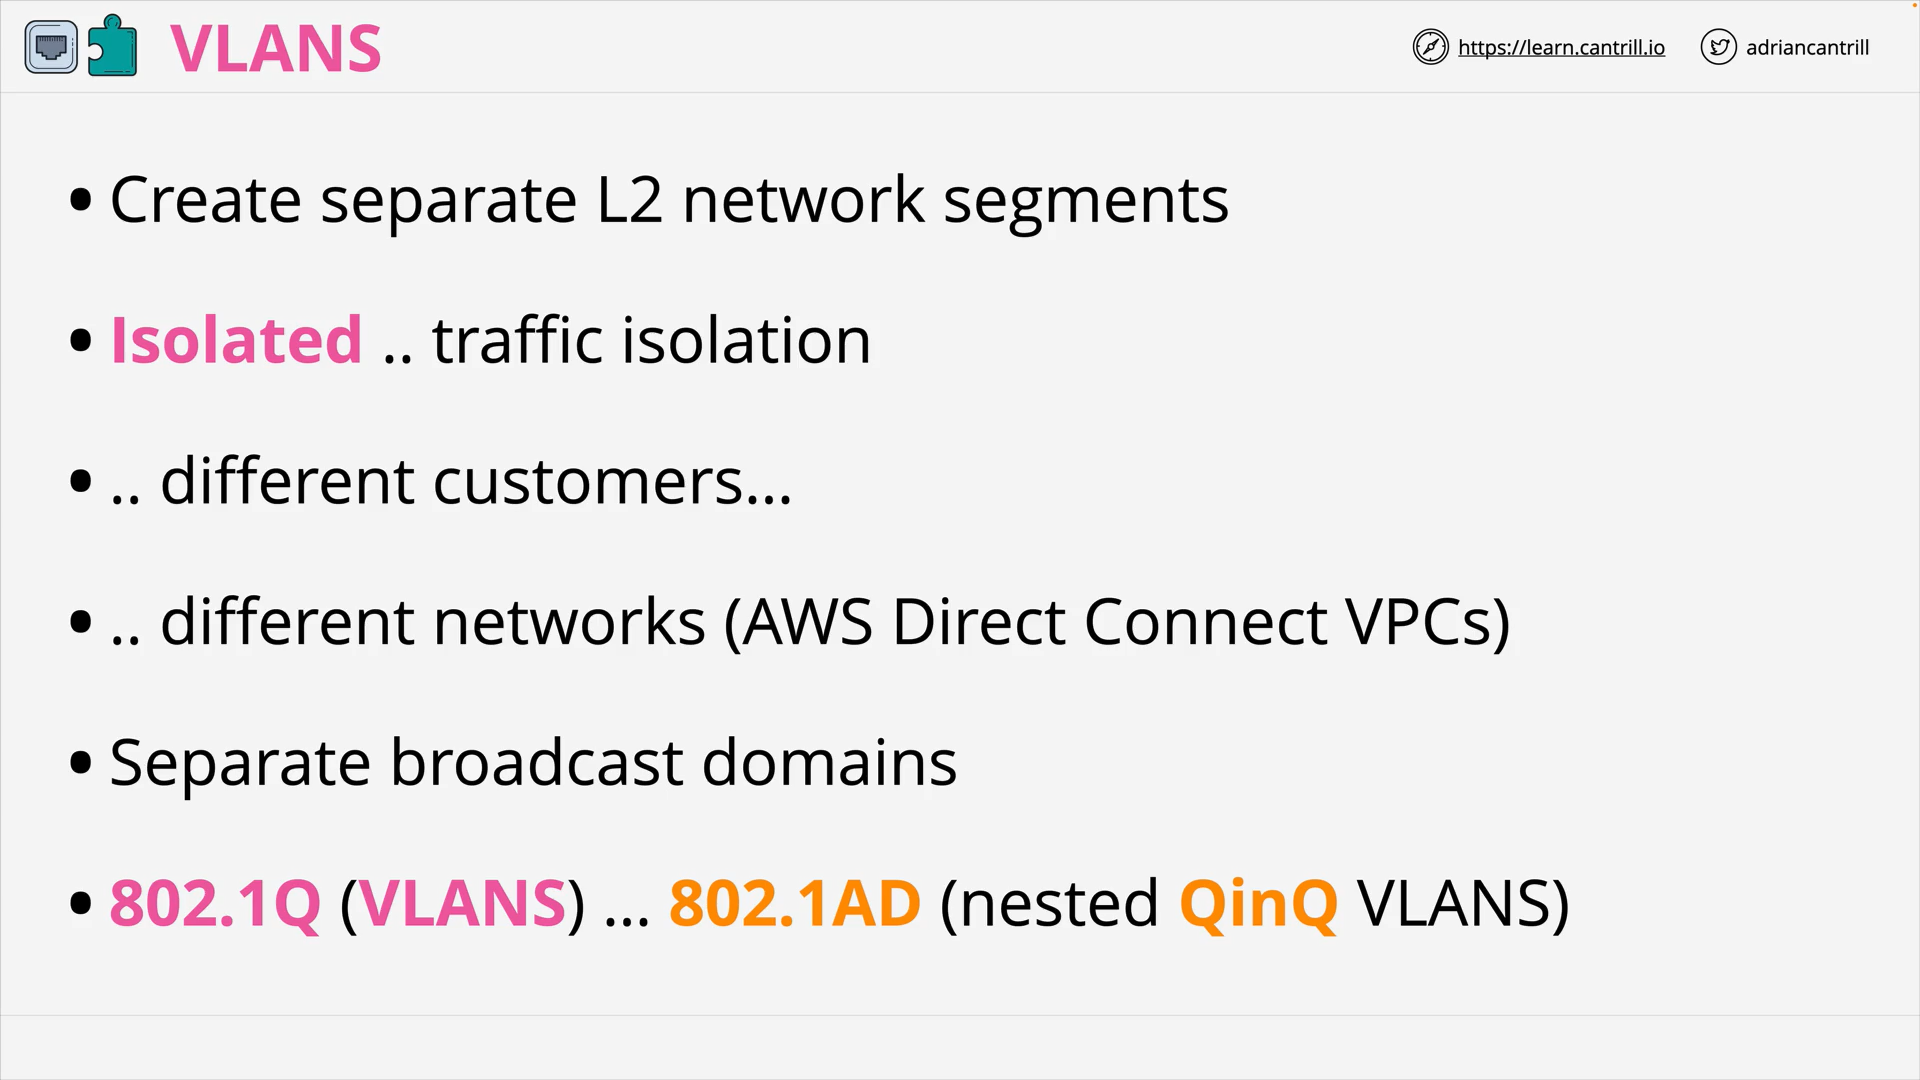 VLANS
https://learn.cantrill.io
adriancantrill
• Create separate L2 network segments
• Isolated .. traffic isolation
• .. different customers...
• .. different networks (AWS Direct Connect VPCs)
• Separate broadcast domains
• 802.1Q (VLANS) ... 802.1AD (nested QinQ VLANS)